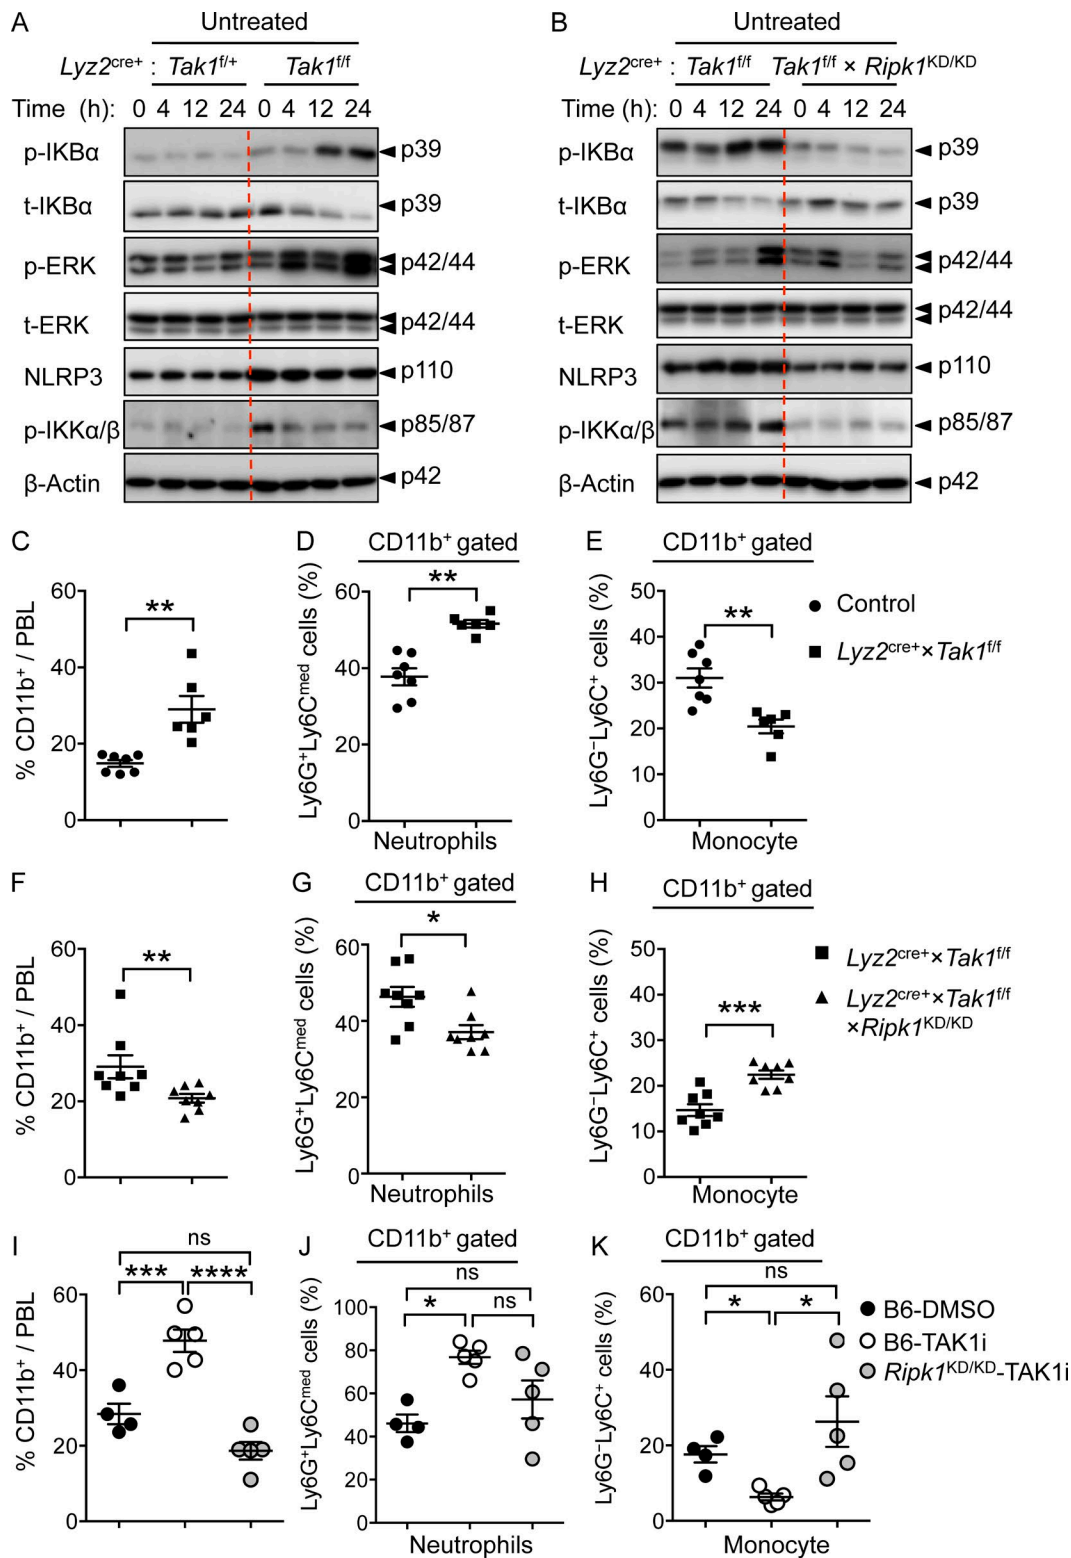 A
Untreated
Lyz2cre+ : Tak1f/+ Tak1f/f
Time (h): 0 4 12 24 0 4 12 24
p-IKBα p39
t-IKBα p39
p-ERK p42/44
t-ERK p42/44
NLRP3 p110
p-IKKα/β p85/87
β-Actin p42
B
Untreated
Lyz2cre+ : Tak1f/f Tak1f/f × Ripk1KD/KD
Time (h): 0 4 12 24 0 4 12 24
p-IKBα p39
t-IKBα p39
p-ERK p42/44
t-ERK p42/44
NLRP3 p110
p-IKKα/β p85/87
β-Actin p42
C
% CD11b+ / PBL
60
40
20
0
**
D
CD11b+ gated
Ly6G+Ly6Cmed cells (%)
60
40
20
0
**
Neutrophils
E
CD11b+ gated
Ly6G−Ly6C+ cells (%)
50
40
30
20
10
0
**
Monocyte
Control
Lyz2cre+×Tak1f/f
F
% CD11b+ / PBL
60
40
20
0
**
G
CD11b+ gated
Ly6G+Ly6Cmed cells (%)
60
40
20
0
*
Neutrophils
H
CD11b+ gated
Ly6G−Ly6C+ cells (%)
50
40
30
20
10
0
***
Monocyte
Lyz2cre+×Tak1f/f
Lyz2cre+×Tak1f/f
×Ripk1KD/KD
I
% CD11b+ / PBL
60
40
20
0
ns
*** ****
J
CD11b+ gated
Ly6G+Ly6Cmed cells (%)
100
80
60
40
20
0
ns
* ns
Neutrophils
K
CD11b+ gated
Ly6G−Ly6C+ cells (%)
60
40
20
0
ns
* *
Monocyte
B6-DMSO
B6-TAK1i
Ripk1KD/KD-TAK1i